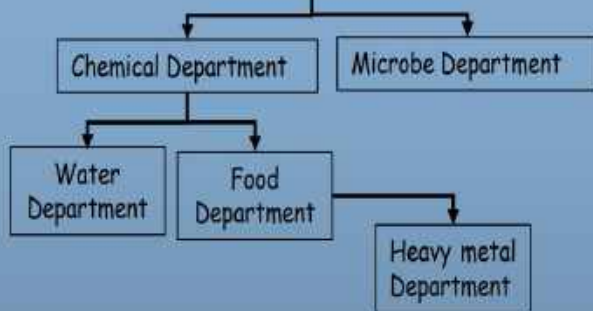 Chemical Department
Microbe Department
Water
Department
Food
Department
Heavy metal
Department